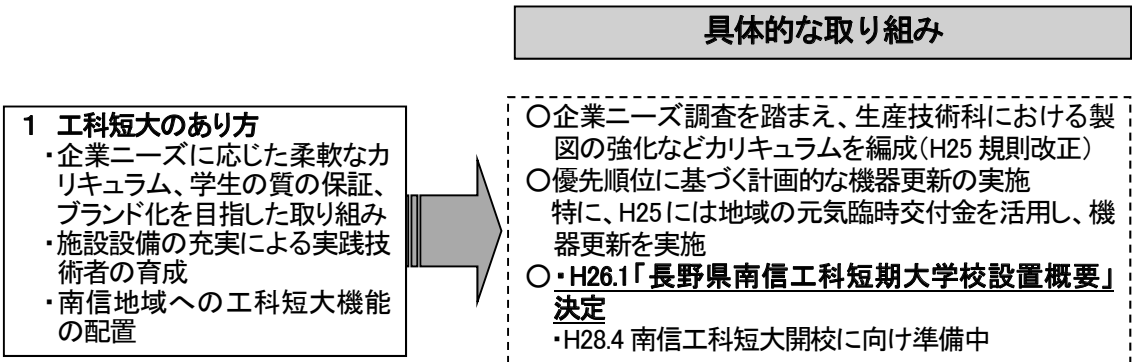 具体的な取り組み
1 工科短大のあり方
・企業ニーズに応じた柔軟なカ
リキュラム、学生の質の保証、
ブランド化を目指した取り組み
・施設設備の充実による実践技
術者の育成
・南信地域への工科短大機能
の配置
○企業ニーズ調査を踏まえ、生産技術科における製
図の強化などカリキュラムを編成(H25 規則改正)
○優先順位に基づく計画的な機器更新の実施
特に、H25には地域の元気臨時交付金を活用し、機
器更新を実施
○・H26.1「長野県南信工科短期大学校設置概要」
決定
・H28.4 南信工科短大開校に向け準備中